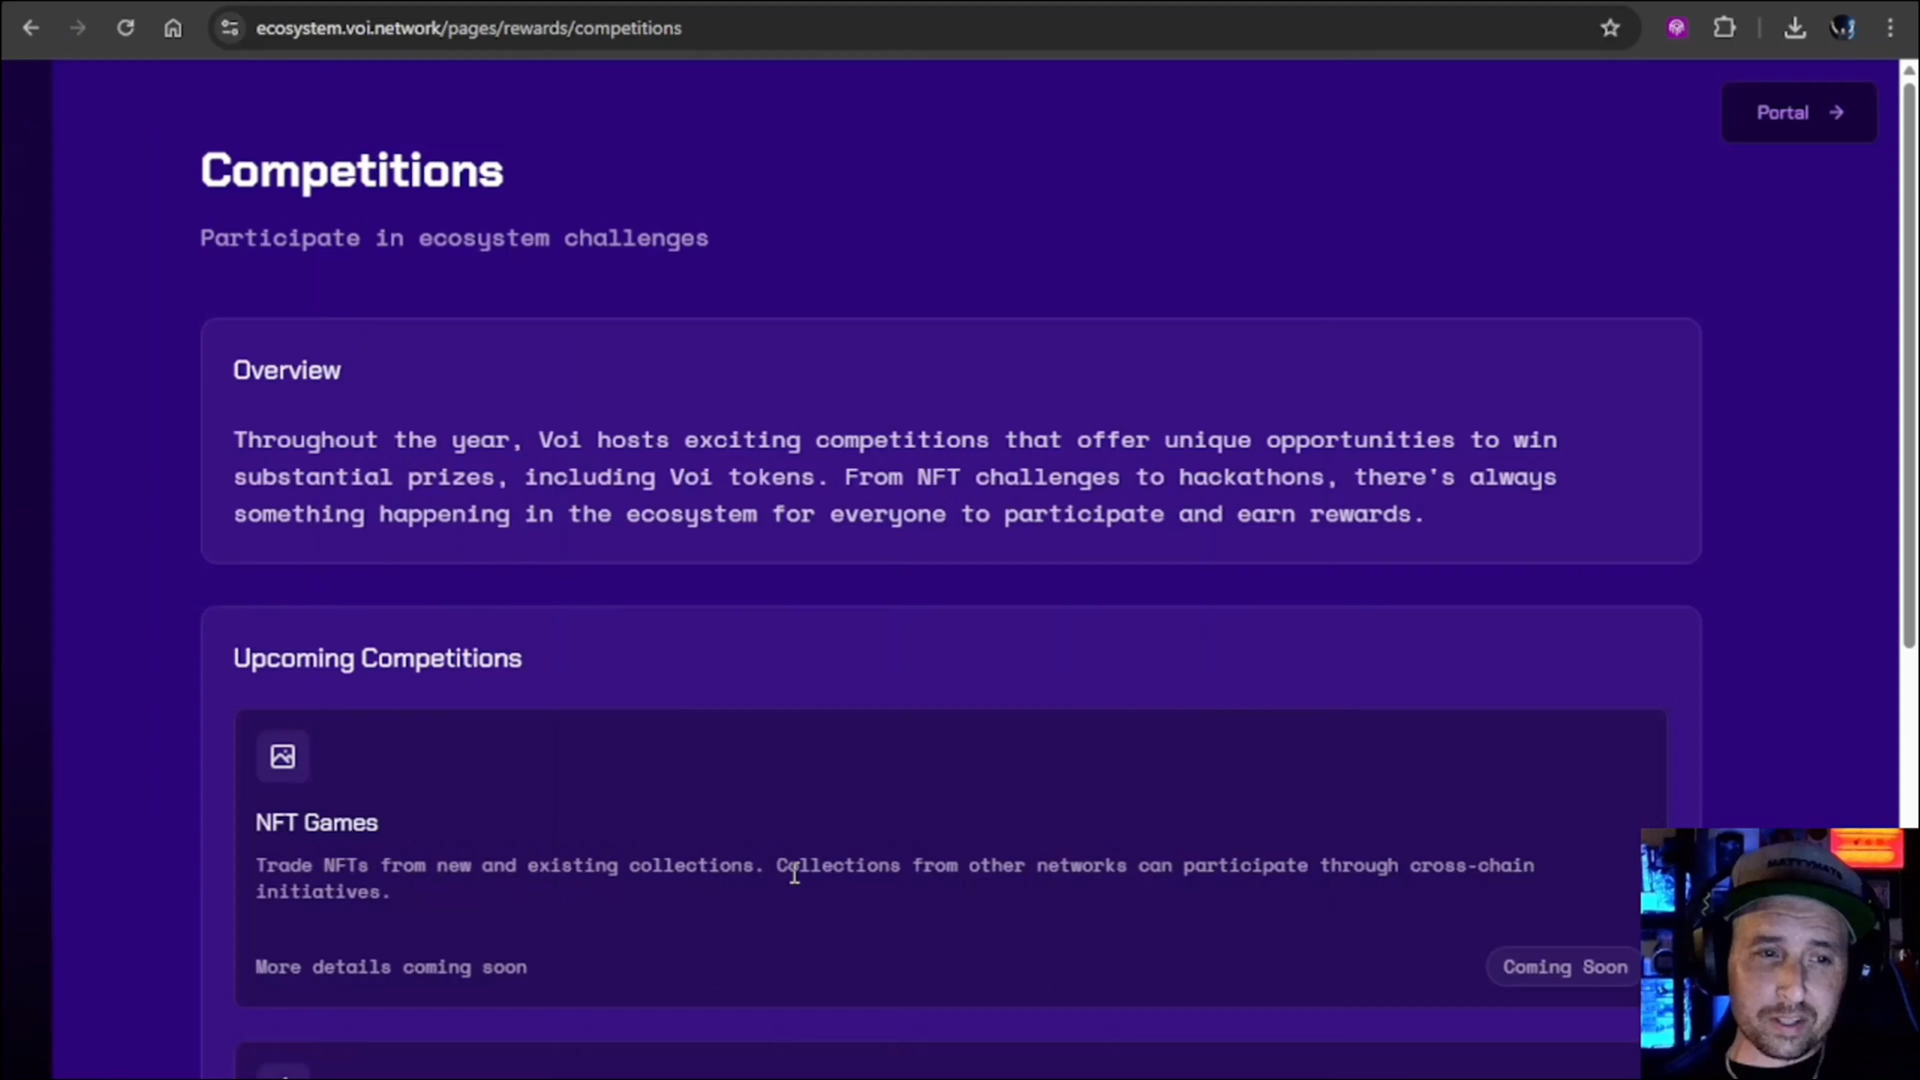 ecosystem.voi.network/pages/rewards/competitions
Portal
Competitions
Participate in ecosystem challenges
Overview
Throughout the year, Voi hosts exciting competitions that offer unique opportunities to win
substantial prizes, including Voi tokens. From NFT challenges to hackathons, there's always
something happening in the ecosystem for everyone to participate and earn rewards.
Upcoming Competitions
NFT Games
Trade NFTs from new and existing collections. Collections from other networks can participate through cross-chain
initiatives.
More details coming soon
Coming Soon